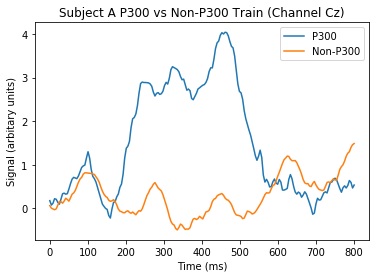 Subject A P300 vs Non-P300 Train (Channel Cz)
P300
Non-P300
Signal (arbitary units)
4
3
2
1
0
0 100 200 300 400 500 600 700 800
Time (ms)